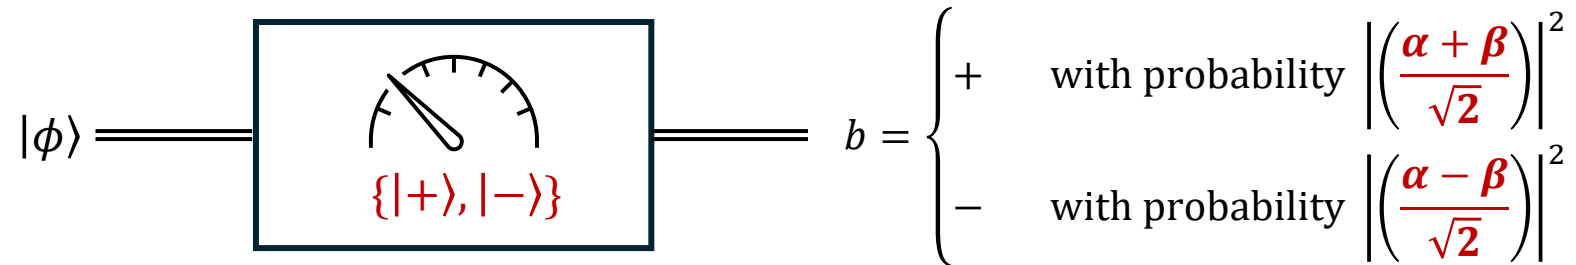 |ϕ⟩
{|+⟩, |−⟩}
b = {
+ with probability |((α + β)/√2)|²
− with probability |((α − β)/√2)|²